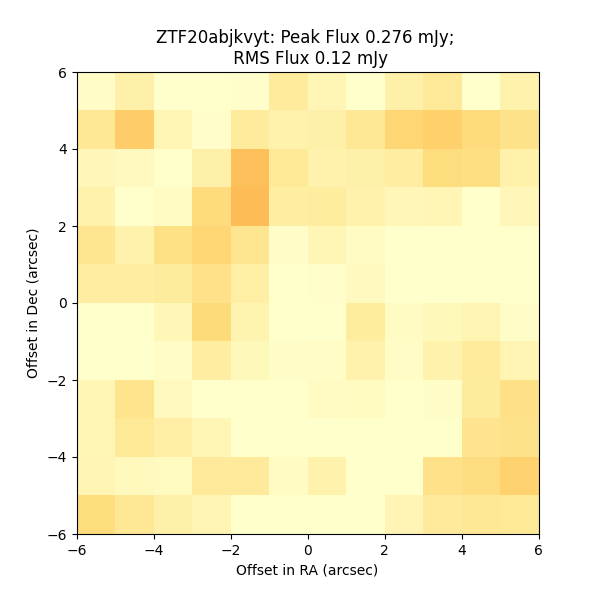 ZTF20abjkvyt: Peak Flux 0.276 mJy;
RMS Flux 0.12 mJy
6
4
2
0
−2
−4
−6
Offset in Dec (arcsec)
−6 −4 −2 0 2 4 6
Offset in RA (arcsec)